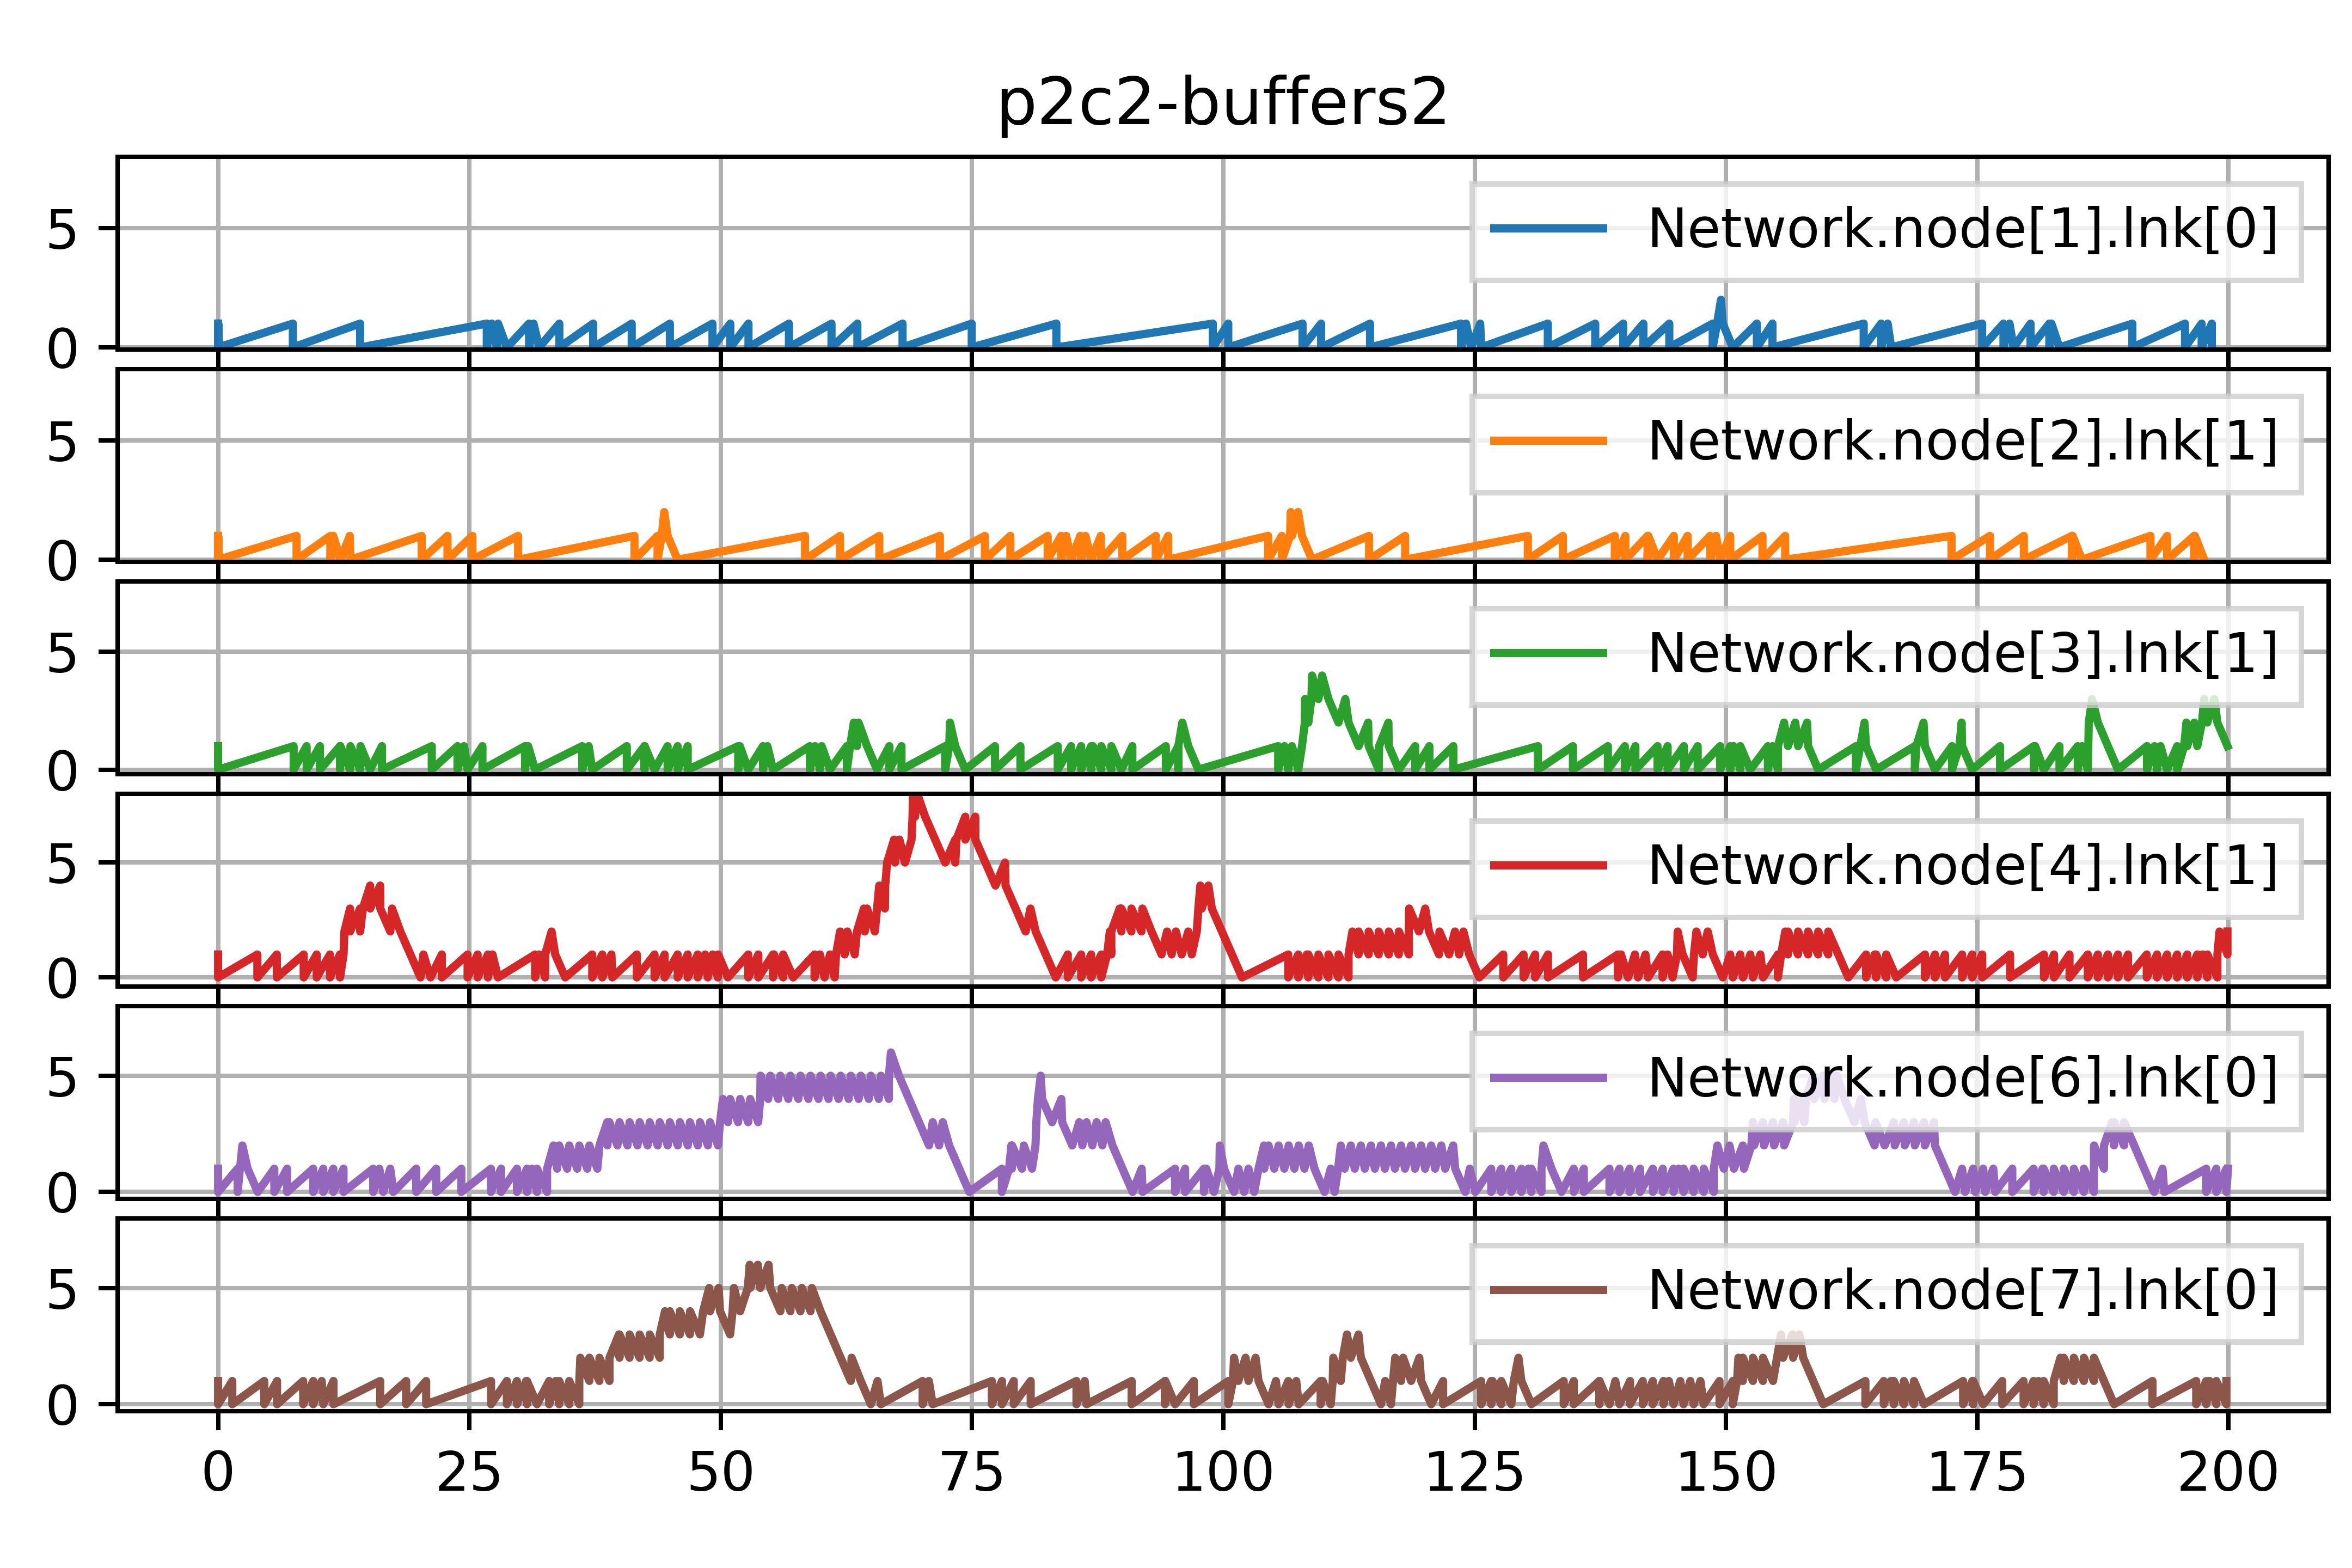 p2c2-buffers2
5
Network.node[1].lnk[0]
0
5
Network.node[2].lnk[1]
0
5
Network.node[3].lnk[1]
0
5
Network.node[4].lnk[1]
0
5
Network.node[6].lnk[0]
0
5
Network.node[7].lnk[0]
0
0 25 50 75 100 125 150 175 200